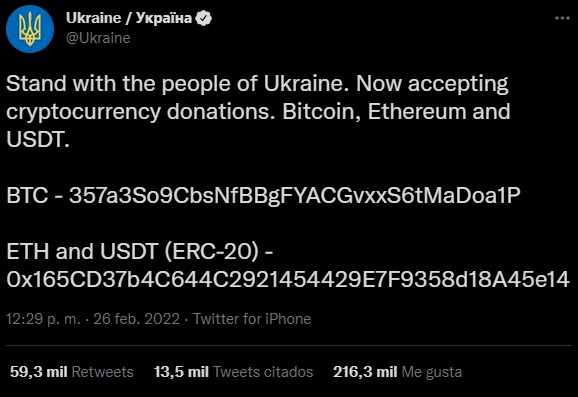 Ukraine / Україна
@Ukraine
Stand with the people of Ukraine. Now accepting
cryptocurrency donations. Bitcoin, Ethereum and
USDT.
BTC - 357a3So9CbsNfBBgFYACGvxxS6tMaDoa1P
ETH and USDT (ERC-20) -
0x165CD37b4C644C2921454429E7F9358d18A45e14
12:29 p. m. · 26 feb. 2022 · Twitter for iPhone
59,3 mil Retweets 13,5 mil Tweets citados 216,3 mil Me gusta